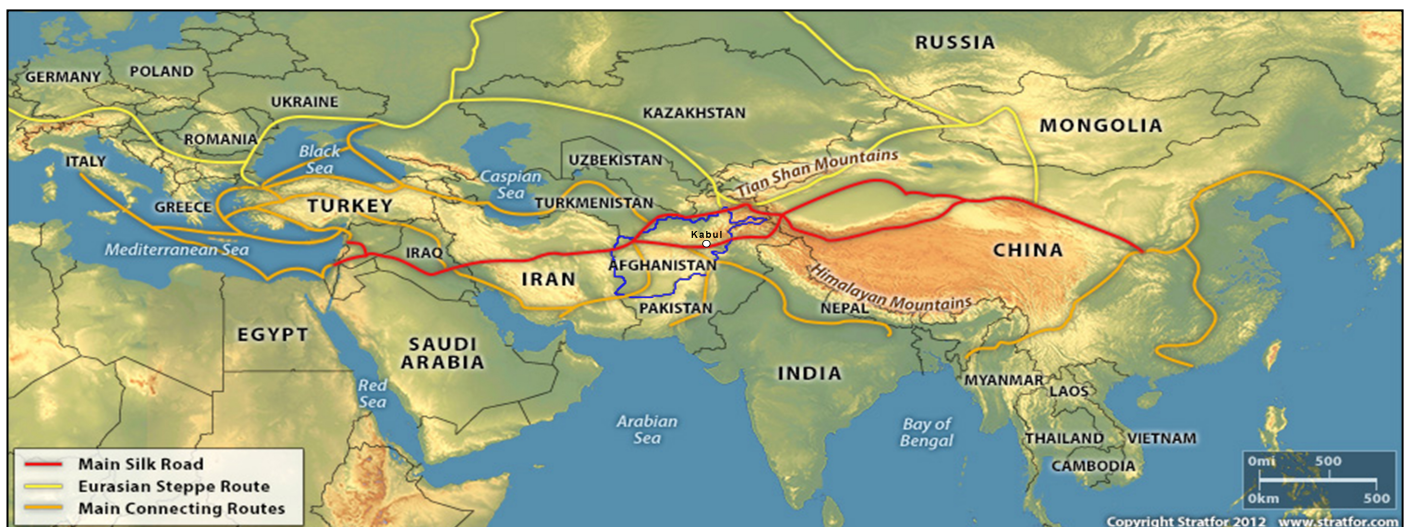 RUSSIA
GERMANY
POLAND
UKRAINE
KAZAKHSTAN
MONGOLIA
ROMANIA
ITALY
Black
Sea
UZBEKISTAN
Tian Shan Mountains
Caspian
Sea
GREECE
TURKEY
TURKMENISTAN
Kabul
Mediterranean Sea
IRAQ
IRAN
AFGHANISTAN
CHINA
Himalayan Mountains
PAKISTAN
NEPAL
EGYPT
SAUDI
ARABIA
INDIA
MYANMAR
LAOS
Red
Sea
Arabian
Sea
Bay of
Bengal
THAILAND
VIETNAM
CAMBODIA
Main Silk Road
Eurasian Steppe Route
Main Connecting Routes
0mi 500
0km 500
Copyright Stratfor 2012 www.stratfor.com